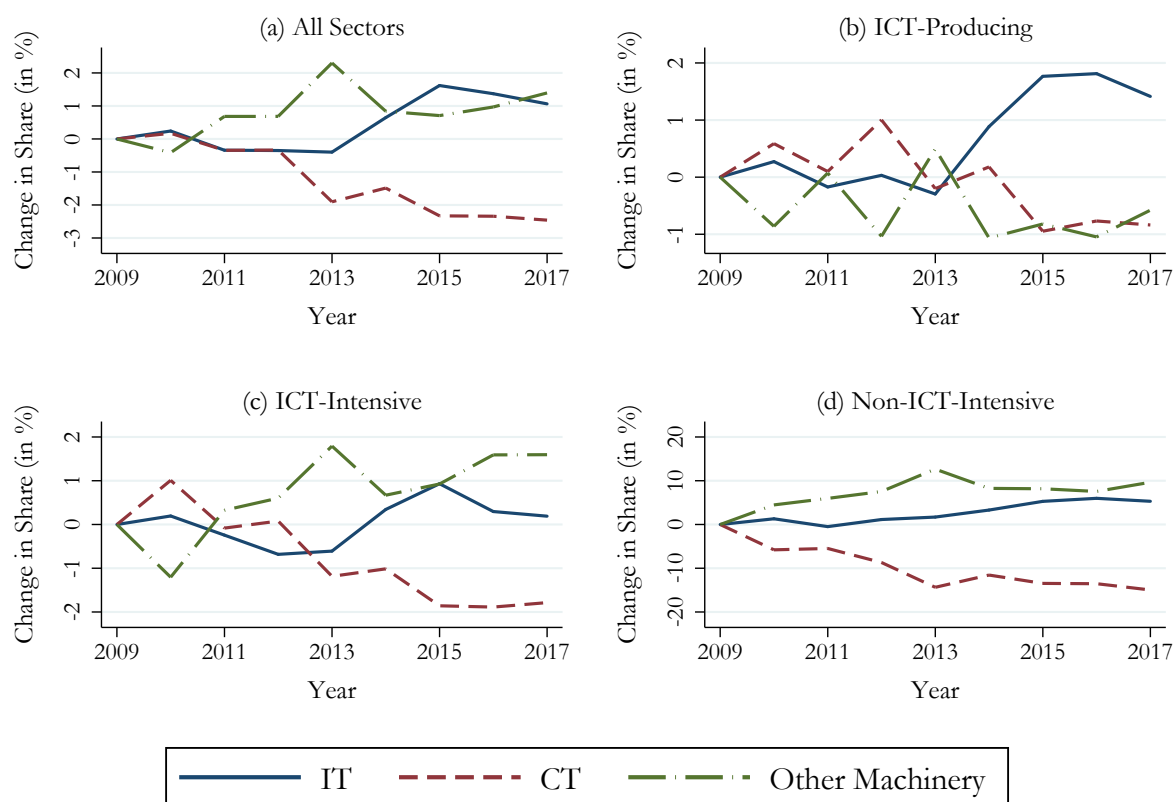 (a) All Sectors
Change in Share (in %)
2
1
0
-1
-2
-3
2009 2011 2013 2015 2017
Year
(b) ICT-Producing
Change in Share (in %)
2
1
0
-1
2009 2011 2013 2015 2017
Year
(c) ICT-Intensive
Change in Share (in %)
2
1
0
-1
-2
2009 2011 2013 2015 2017
Year
(d) Non-ICT-Intensive
Change in Share (in %)
20
10
0
-10
-20
2009 2011 2013 2015 2017
Year
IT CT Other Machinery